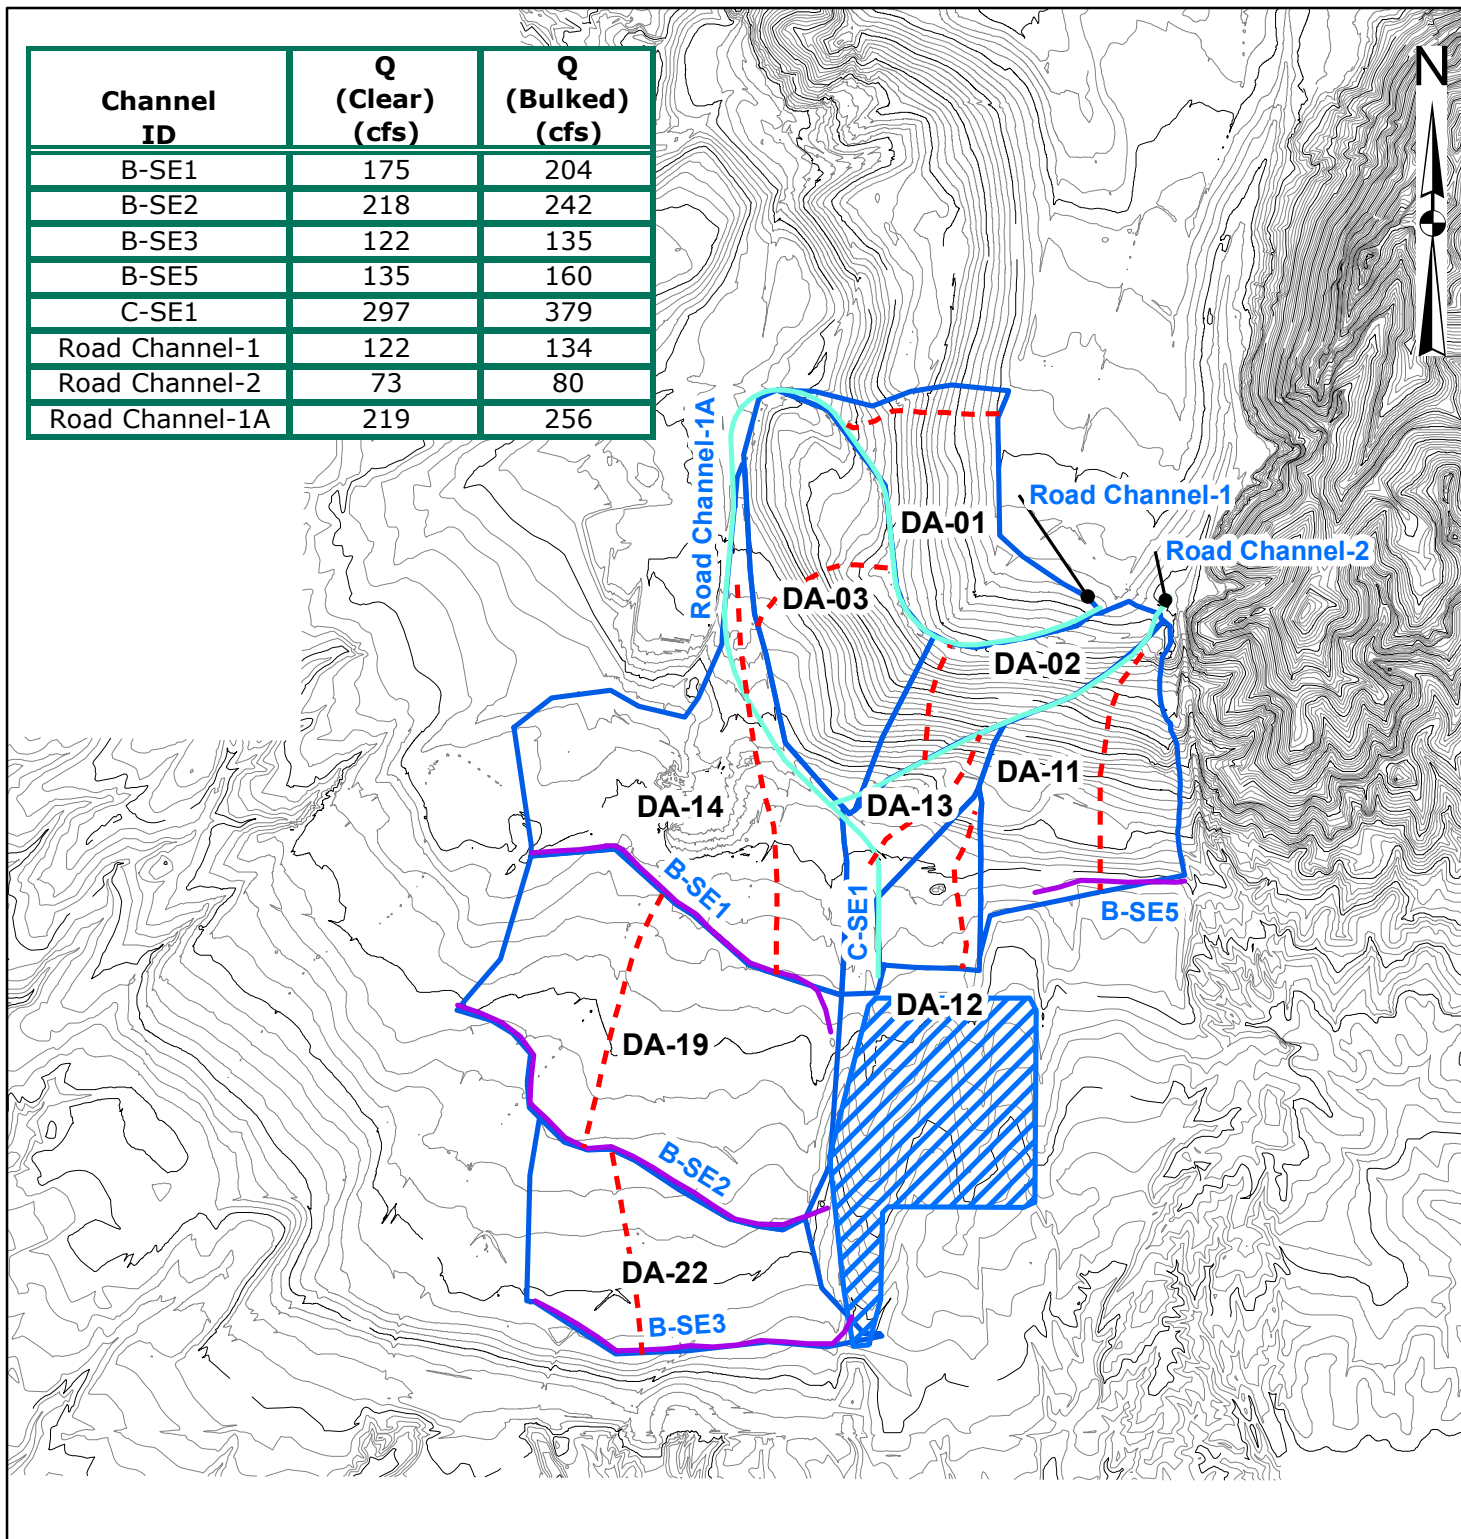 Channel ID Q (Clear) (cfs) Q (Bulked) (cfs)
B-SE1 175 204
B-SE2 218 242
B-SE3 122 135
B-SE5 135 160
C-SE1 297 379
Road Channel-1 122 134
Road Channel-2 73 80
Road Channel-1A 219 256
N
Road Channel-1A
Road Channel-1
DA-01
Road Channel-2
DA-03
DA-02
DA-11
DA-14
DA-13
B-SE1
B-SE5
C-SE1
DA-12
DA-19
B-SE2
DA-22
B-SE3